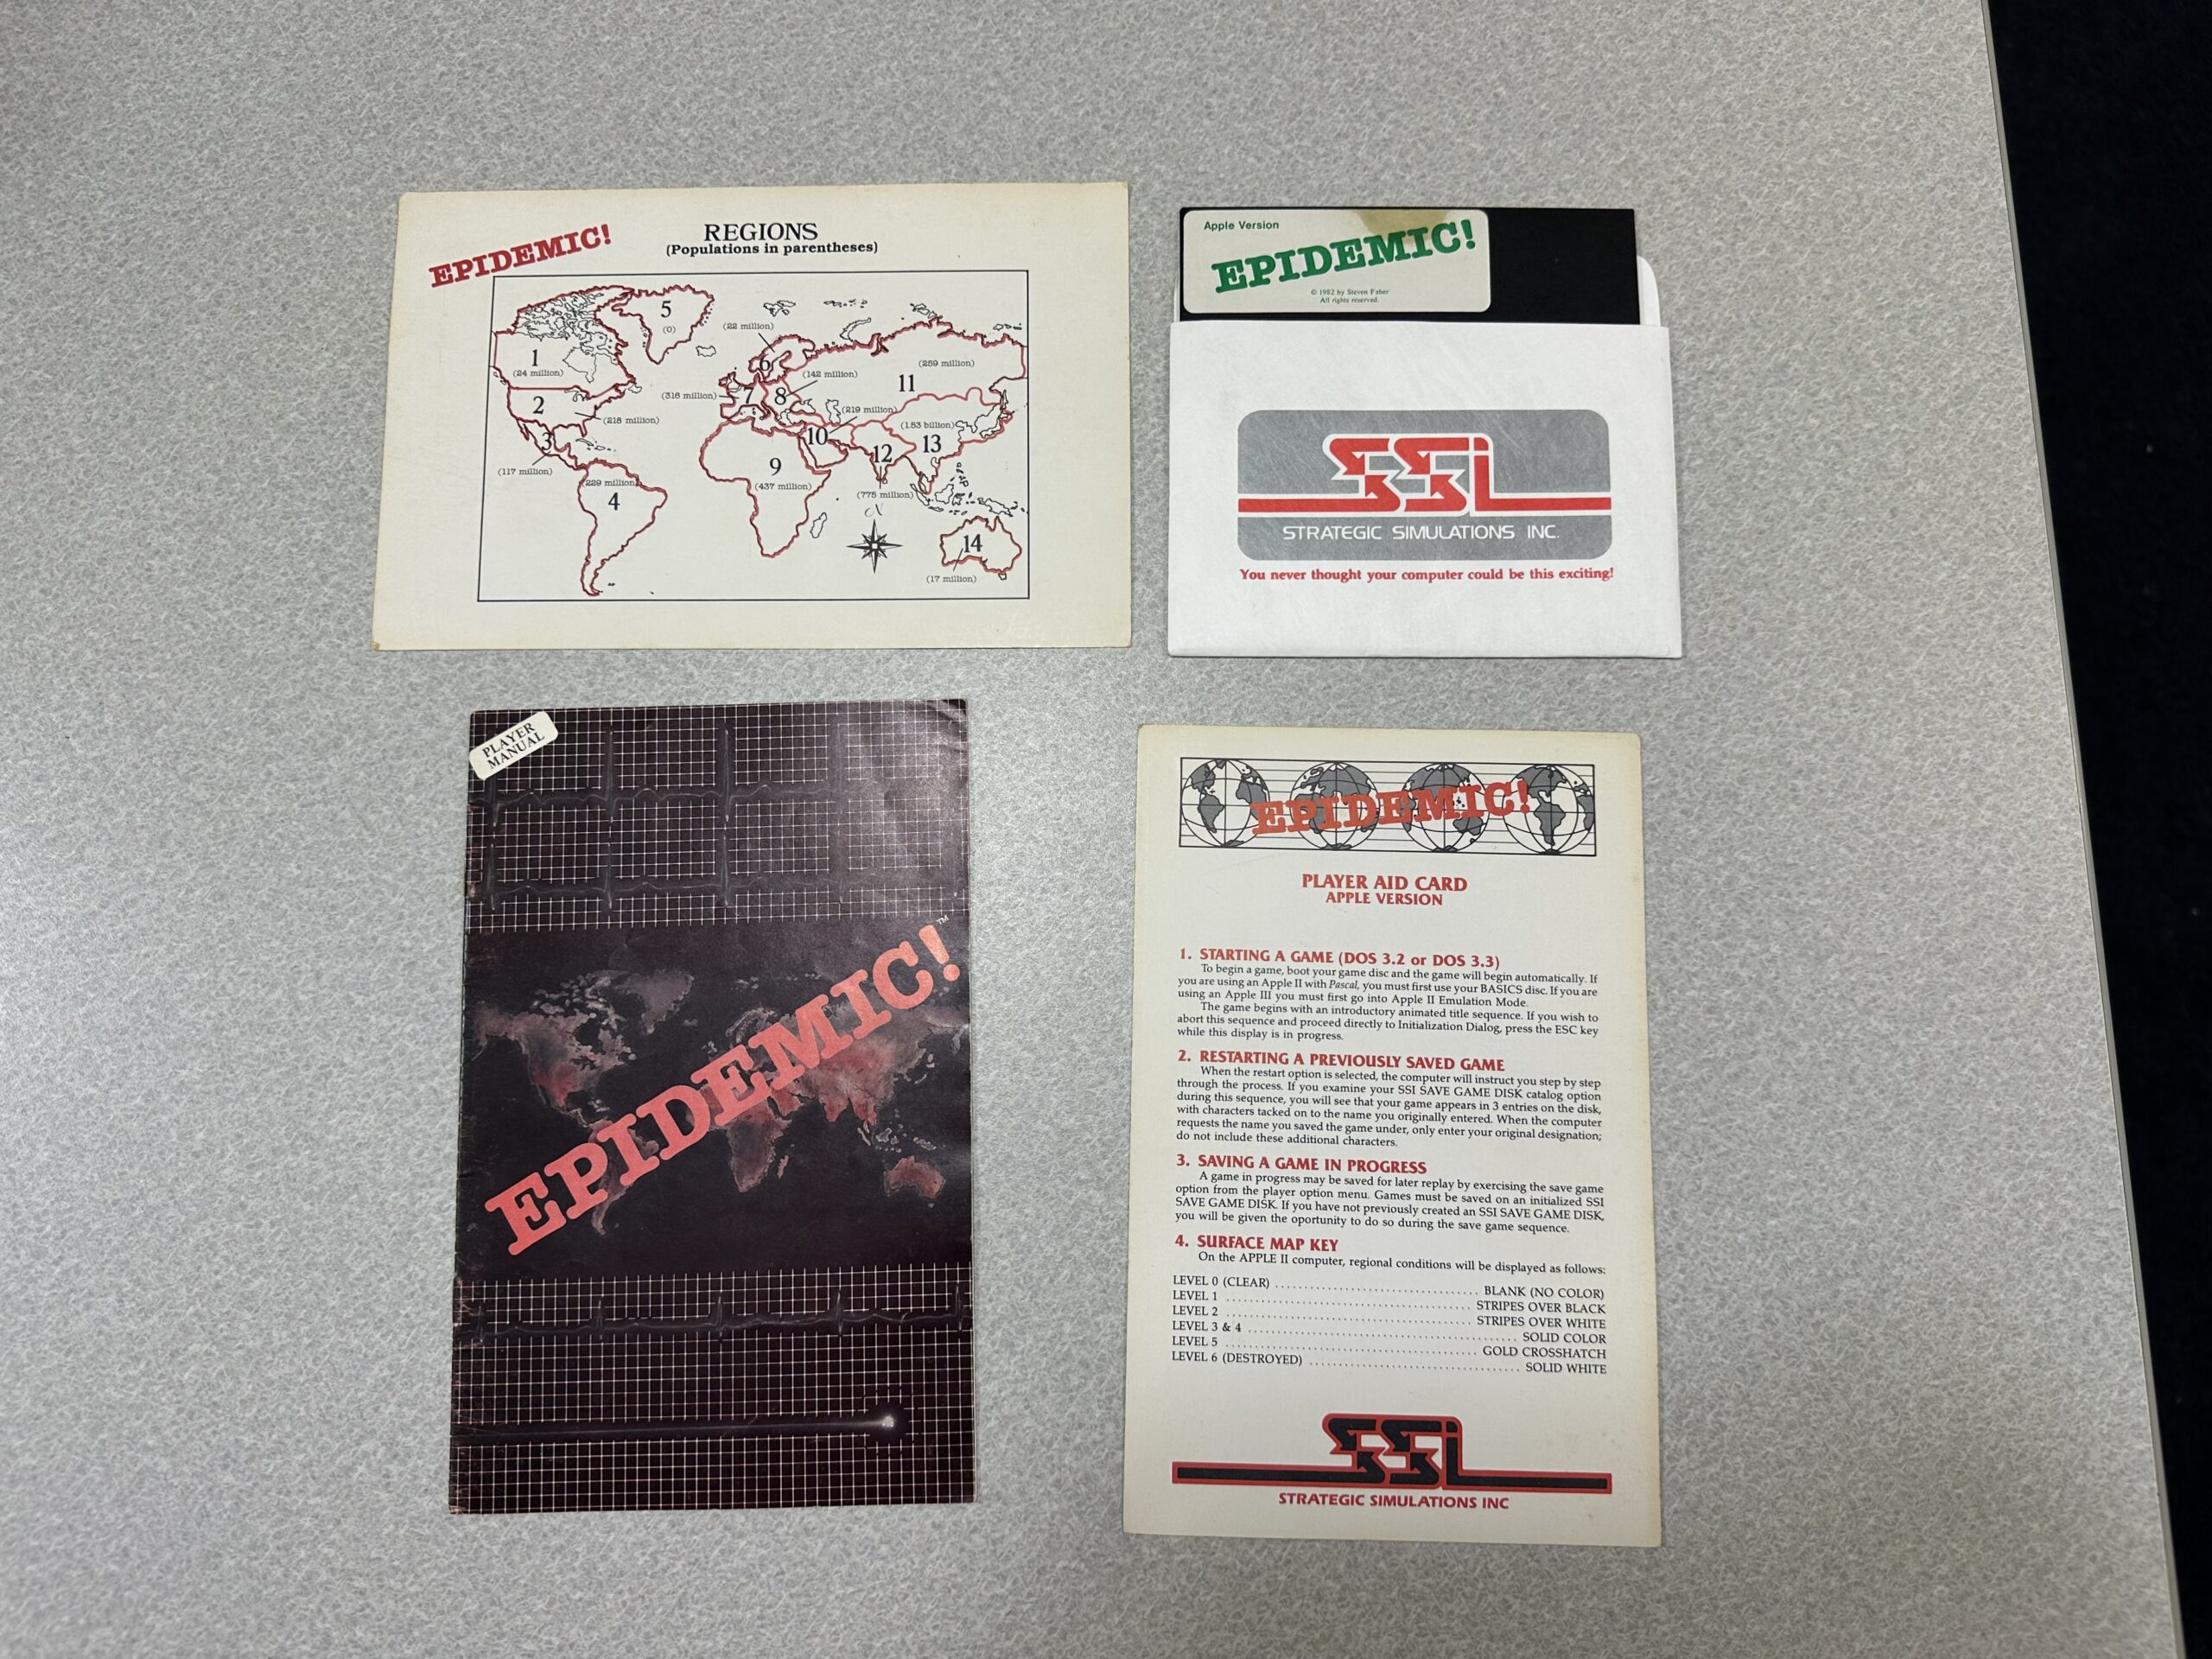 EPIDEMIC!
REGIONS
(Populations in parentheses)
5
(0)
1
(24 million)
2
(218 million)
3
(117 million)
(229 million)
4
(22 million)
6
(142 million)
(316 million)
7
8
(259 million)
11
(219 million)
10
(1.53 billion)
13
12
(775 million)
9
(437 million)
14
(17 million)
Apple Version
EPIDEMIC!
© 1982 by Steven Faber
All rights reserved.
SSI
STRATEGIC SIMULATIONS INC.
You never thought your computer could be this exciting!
PLAYER
MANUAL
EPIDEMIC!™
EPIDEMIC!
PLAYER AID CARD
APPLE VERSION
1. STARTING A GAME (DOS 3.2 or DOS 3.3)
To begin a game, boot your game disc and the game will begin automatically. If
you are using an Apple II with Pascal, you must first use your BASICS disc. If you are
using an Apple III you must first go into Apple II Emulation Mode.
The game begins with an introductory animated title sequence. If you wish to
abort this sequence and proceed directly to Initialization Dialog, press the ESC key
while this display is in progress.
2. RESTARTING A PREVIOUSLY SAVED GAME
When the restart option is selected, the computer will instruct you step by step
through the process. If you examine your SSI SAVE GAME DISK catalog option
during this sequence, you will see that your game appears in 3 entries on the disk,
with characters tacked on to the name you originally entered. When the computer
requests the name you saved the game under, only enter your original designation;
do not include these additional characters.
3. SAVING A GAME IN PROGRESS
A game in progress may be saved for later replay by exercising the save game
option from the player option menu. Games must be saved on an initialized SSI
SAVE GAME DISK. If you have not previously created an SSI SAVE GAME DISK,
you will be given the oportunity to do so during the save game sequence.
4. SURFACE MAP KEY
On the APPLE II computer, regional conditions will be displayed as follows:
LEVEL 0 (CLEAR) ........ BLANK (NO COLOR)
LEVEL 1 ........ STRIPES OVER BLACK
LEVEL 2 ........ STRIPES OVER WHITE
LEVEL 3 & 4 ........ SOLID COLOR
LEVEL 5 ........ GOLD CROSSHATCH
LEVEL 6 (DESTROYED) ........ SOLID WHITE
SSI
STRATEGIC SIMULATIONS INC